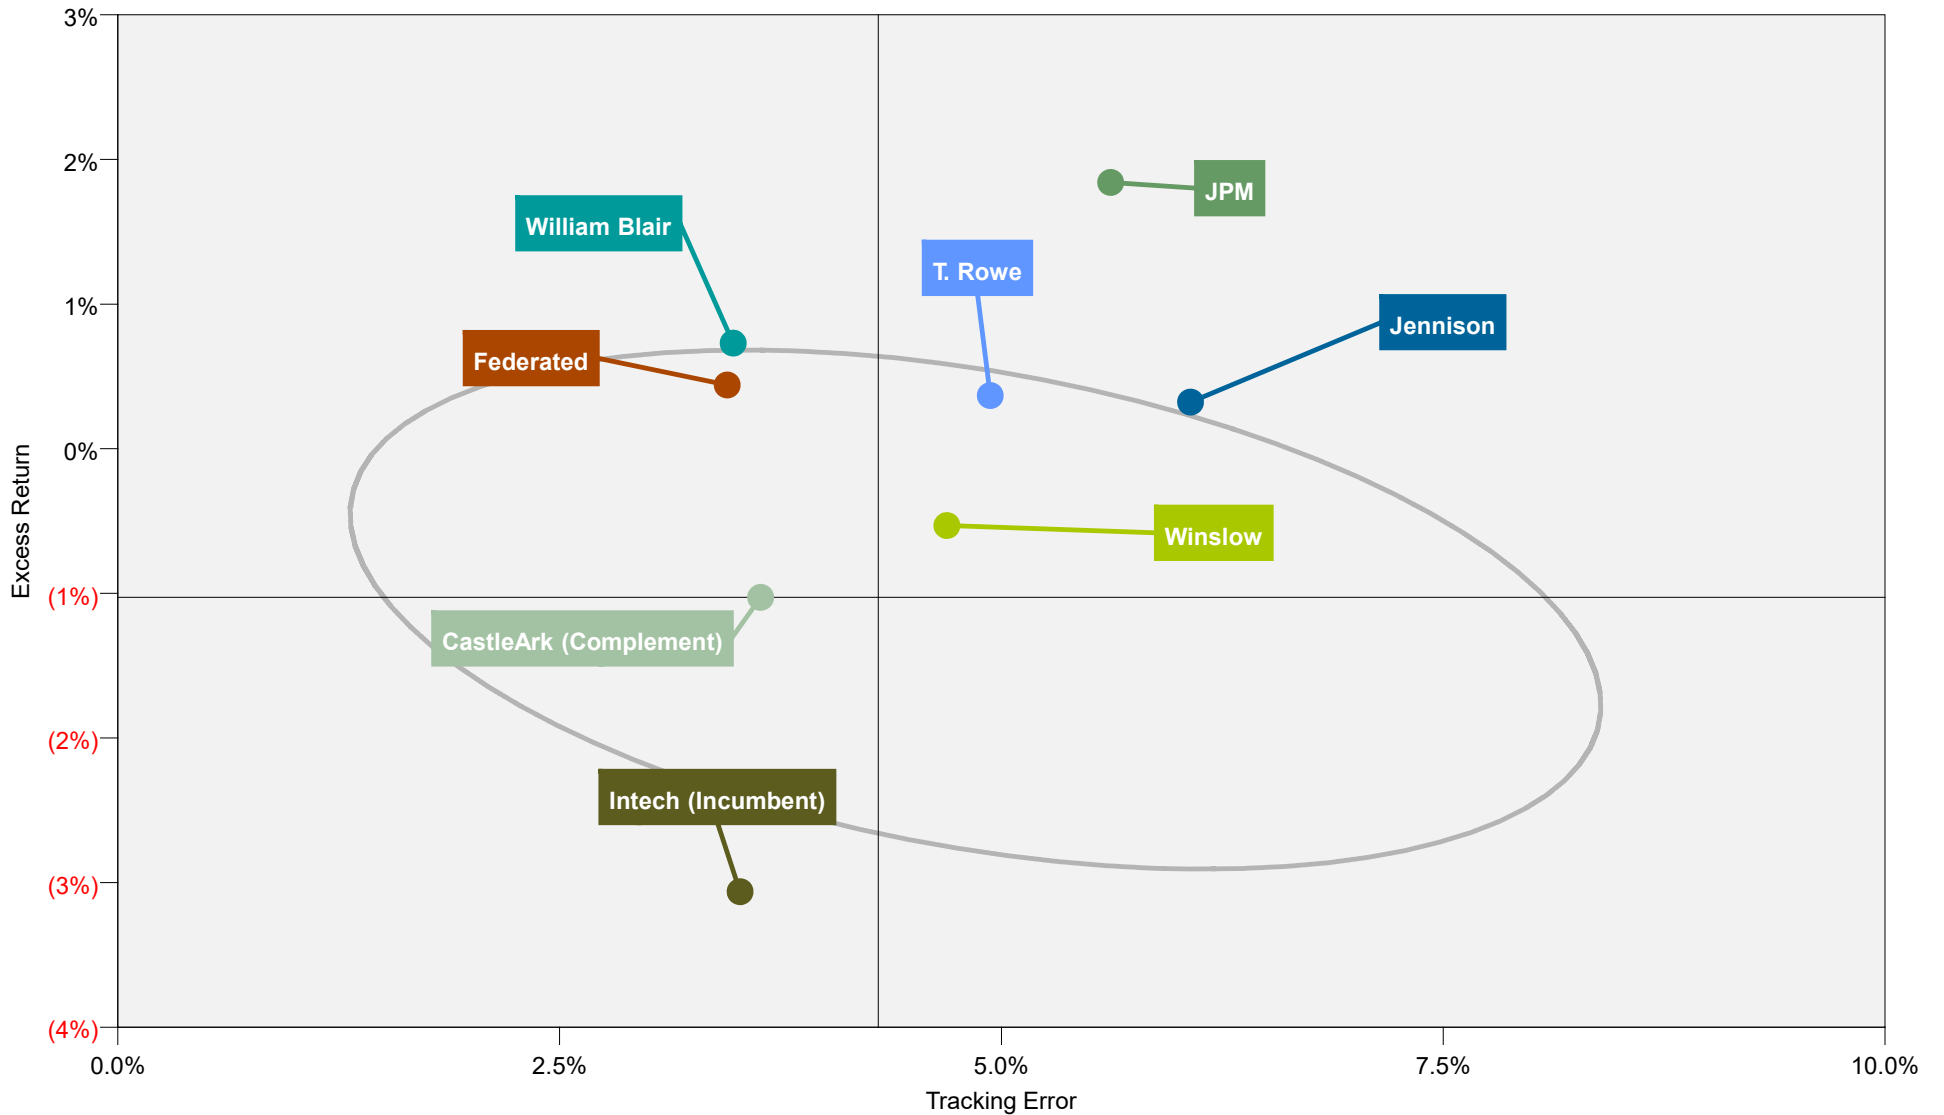 3%
2%
1%
0%
(1%)
(2%)
(3%)
(4%)
Excess Return
JPM
William Blair
T. Rowe
Jennison
Federated
Winslow
CastleArk (Complement)
Intech (Incumbent)
0.0%
2.5%
5.0%
7.5%
10.0%
Tracking Error